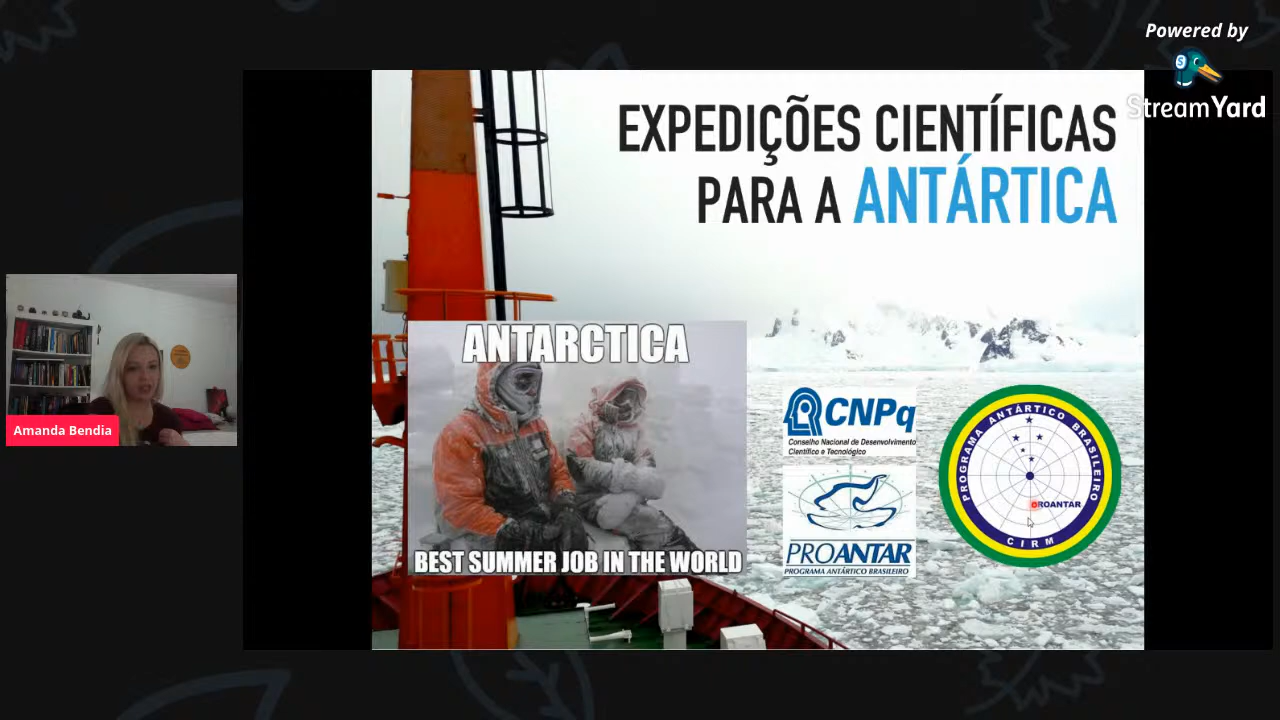 Powered by
StreamYard
EXPEDIÇÕES CIENTÍFICAS
PARA A ANTÁRTICA
ANTARCTICA
BEST SUMMER JOB IN THE WORLD
CNPq
Conselho Nacional de Desenvolvimento
Científico e Tecnológico
PROANTAR
PROGRAMA ANTÁRTICO BRASILEIRO
PROGRAMA ANTÁRTICO BRASILEIRO
PROANTAR
CIRM
Amanda Bendia